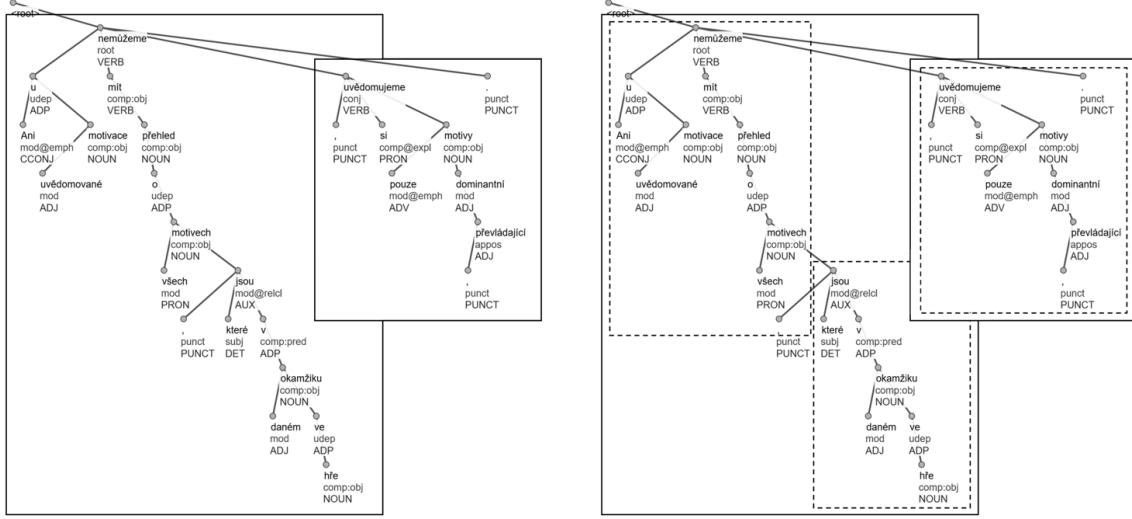 <root>
nemůžeme
root
VERB
u
udep
ADP
mít
comp:obj
VERB
uvědomujeme
conj
VERB
.
punct
PUNCT
Ani
mod@emph
CCONJ
motivace
comp:obj
NOUN
přehled
comp:obj
NOUN
,
punct
PUNCT
si
comp@expl
PRON
motivy
comp:obj
NOUN
uvědomované
mod
ADJ
o
udep
ADP
pouze
mod@emph
ADV
dominantní
mod
ADJ
motivech
comp:obj
NOUN
převládající
appos
ADJ
všech
mod
PRON
jsou
mod@relcl
AUX
,
punct
PUNCT
,
punct
PUNCT
které
subj
DET
v
comp:pred
ADP
okamžiku
comp:obj
NOUN
daném
mod
ADJ
ve
udep
ADP
hře
comp:obj
NOUN
<root>
nemůžeme
root
VERB
u
udep
ADP
mít
comp:obj
VERB
uvědomujeme
conj
VERB
.
punct
PUNCT
Ani
mod@emph
CCONJ
motivace
comp:obj
NOUN
přehled
comp:obj
NOUN
,
punct
PUNCT
si
comp@expl
PRON
motivy
comp:obj
NOUN
uvědomované
mod
ADJ
o
udep
ADP
pouze
mod@emph
ADV
dominantní
mod
ADJ
motivech
comp:obj
NOUN
převládající
appos
ADJ
všech
mod
PRON
jsou
mod@relcl
AUX
,
punct
PUNCT
,
punct
PUNCT
které
subj
DET
v
comp:pred
ADP
okamžiku
comp:obj
NOUN
daném
mod
ADJ
ve
udep
ADP
hře
comp:obj
NOUN